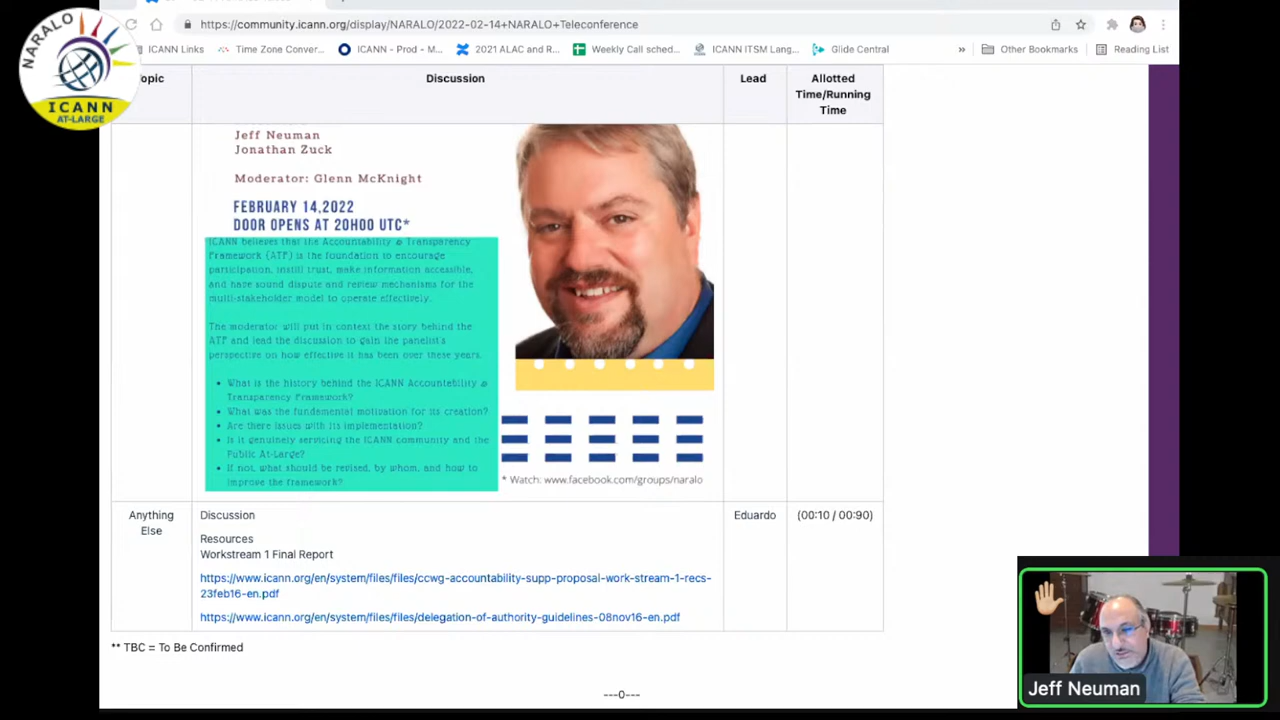 NARALO
ICANN
AT-LARGE
https://community.icann.org/display/NARALO/2022-02-14+NARALO+Teleconference
ICANN Links
Time Zone Conver...
ICANN - Prod - M...
2021 ALAC and R...
Weekly Call sched...
ICANN ITSM Lang...
Glide Central
»
Other Bookmarks
Reading List
opic
Discussion
Lead
Allotted
Time/Running
Time
Jeff Neuman
Jonathan Zuck
Moderator: Glenn McKnight
FEBRUARY 14,2022
DOOR OPENS AT 20H00 UTC*
ICANN believes that the Accountability & Transparency
Framework (ATF) is the foundation to encourage
participation, instill trust, make information accessible,
and have sound dispute and review mechanisms for the
multi-stakeholder model to operate effectively.
The moderator will put in context the story behind the
ATF and lead the discussion to gain the panelist's
perspective on how effective it has been over these years.
• What is the history behind the ICANN Accountability &
Transparency Framework?
• What was the fundamental motivation for its creation?
• Are there issues with its implementation?
• Is it genuinely servicing the ICANN community and the
Public At-Large?
• If not, what should be revised, by whom, and how to
improve the framework?
* Watch: www.facebook.com/groups/naralo
Anything
Else
Discussion
Resources
Workstream 1 Final Report
https://www.icann.org/en/system/files/files/ccwg-accountability-supp-proposal-work-stream-1-recs-
23feb16-en.pdf
https://www.icann.org/en/system/files/files/delegation-of-authority-guidelines-08nov16-en.pdf
Eduardo
(00:10 / 00:90)
** TBC = To Be Confirmed
---0---
Jeff Neuman